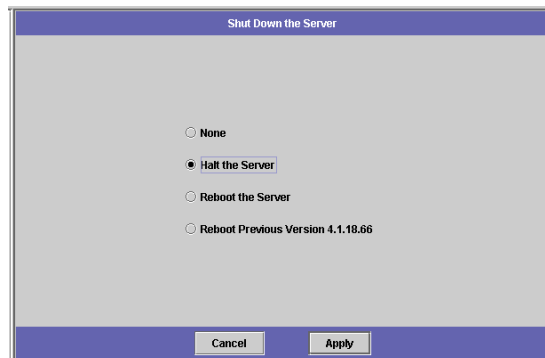 Shut Down the Server
None
Halt the Server
Reboot the Server
Reboot Previous Version 4.1.18.66
Cancel Apply